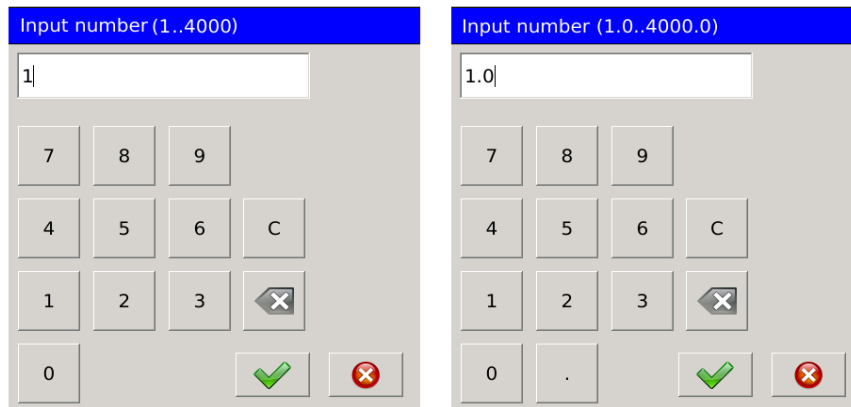 Input number (1..4000)
1
7 8 9
4 5 6 C
1 2 3
0
Input number (1.0..4000.0)
1.0
7 8 9
4 5 6 C
1 2 3
0 .